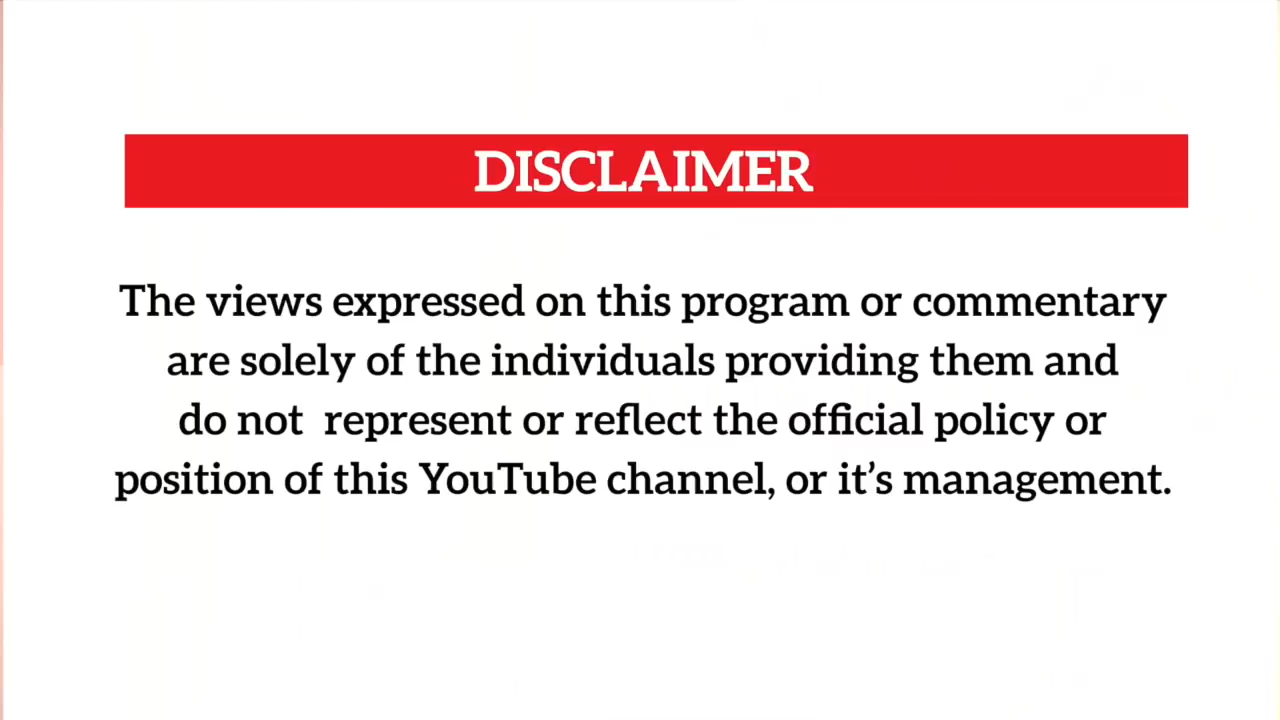 DISCLAIMER
The views expressed on this program or commentary
are solely of the individuals providing them and
do not  represent or reflect the official policy or
position of this YouTube channel, or it’s management.